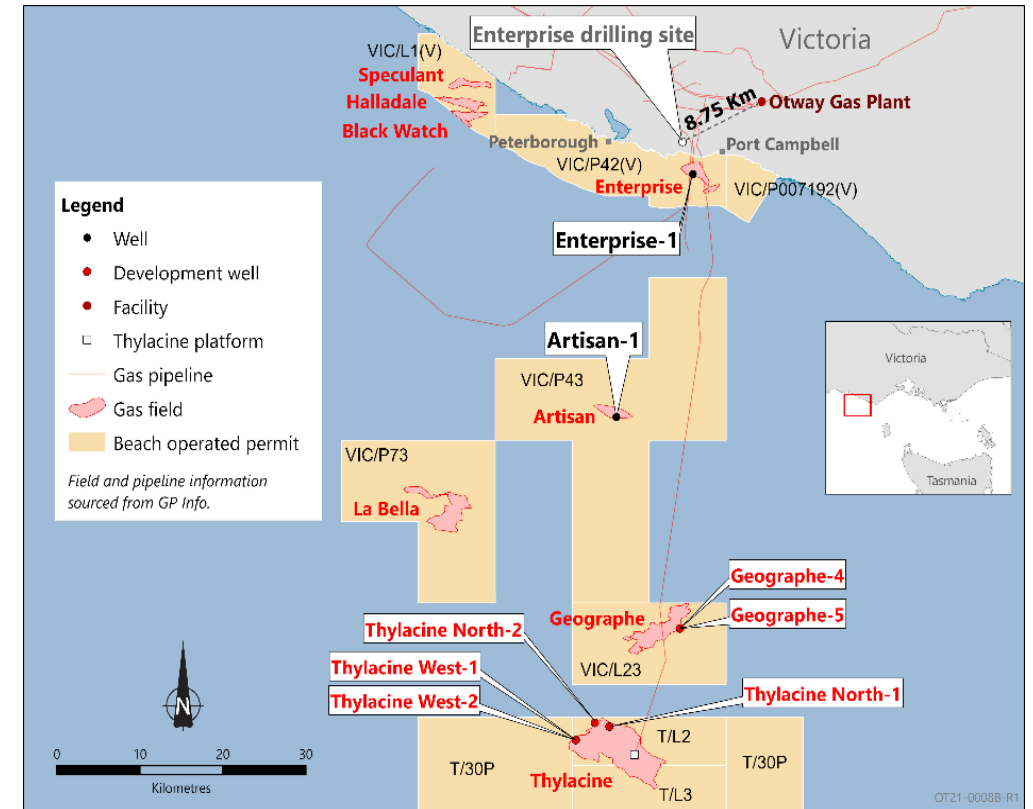 Enterprise drilling site
Victoria
VIC/L1(V)
Speculant
Halladale
Black Watch
8.75 Km
Otway Gas Plant
Peterborough
Port Campbell
VIC/P42(V)
Enterprise
VIC/P007192(V)
Enterprise-1
Legend
Well
Development well
Facility
Thylacine platform
Gas pipeline
Gas field
Beach operated permit
Field and pipeline information
sourced from GP Info.
Artisan-1
VIC/P43
Artisan
Victoria
Tasmania
VIC/P73
La Bella
Geographe-4
Geographe-5
Geographe
VIC/L23
Thylacine North-2
Thylacine West-1
Thylacine West-2
Thylacine North-1
N
T/L2
T/30P
T/30P
Thylacine
T/L3
0 10 20 30
Kilometres
OT21-0008B-R1